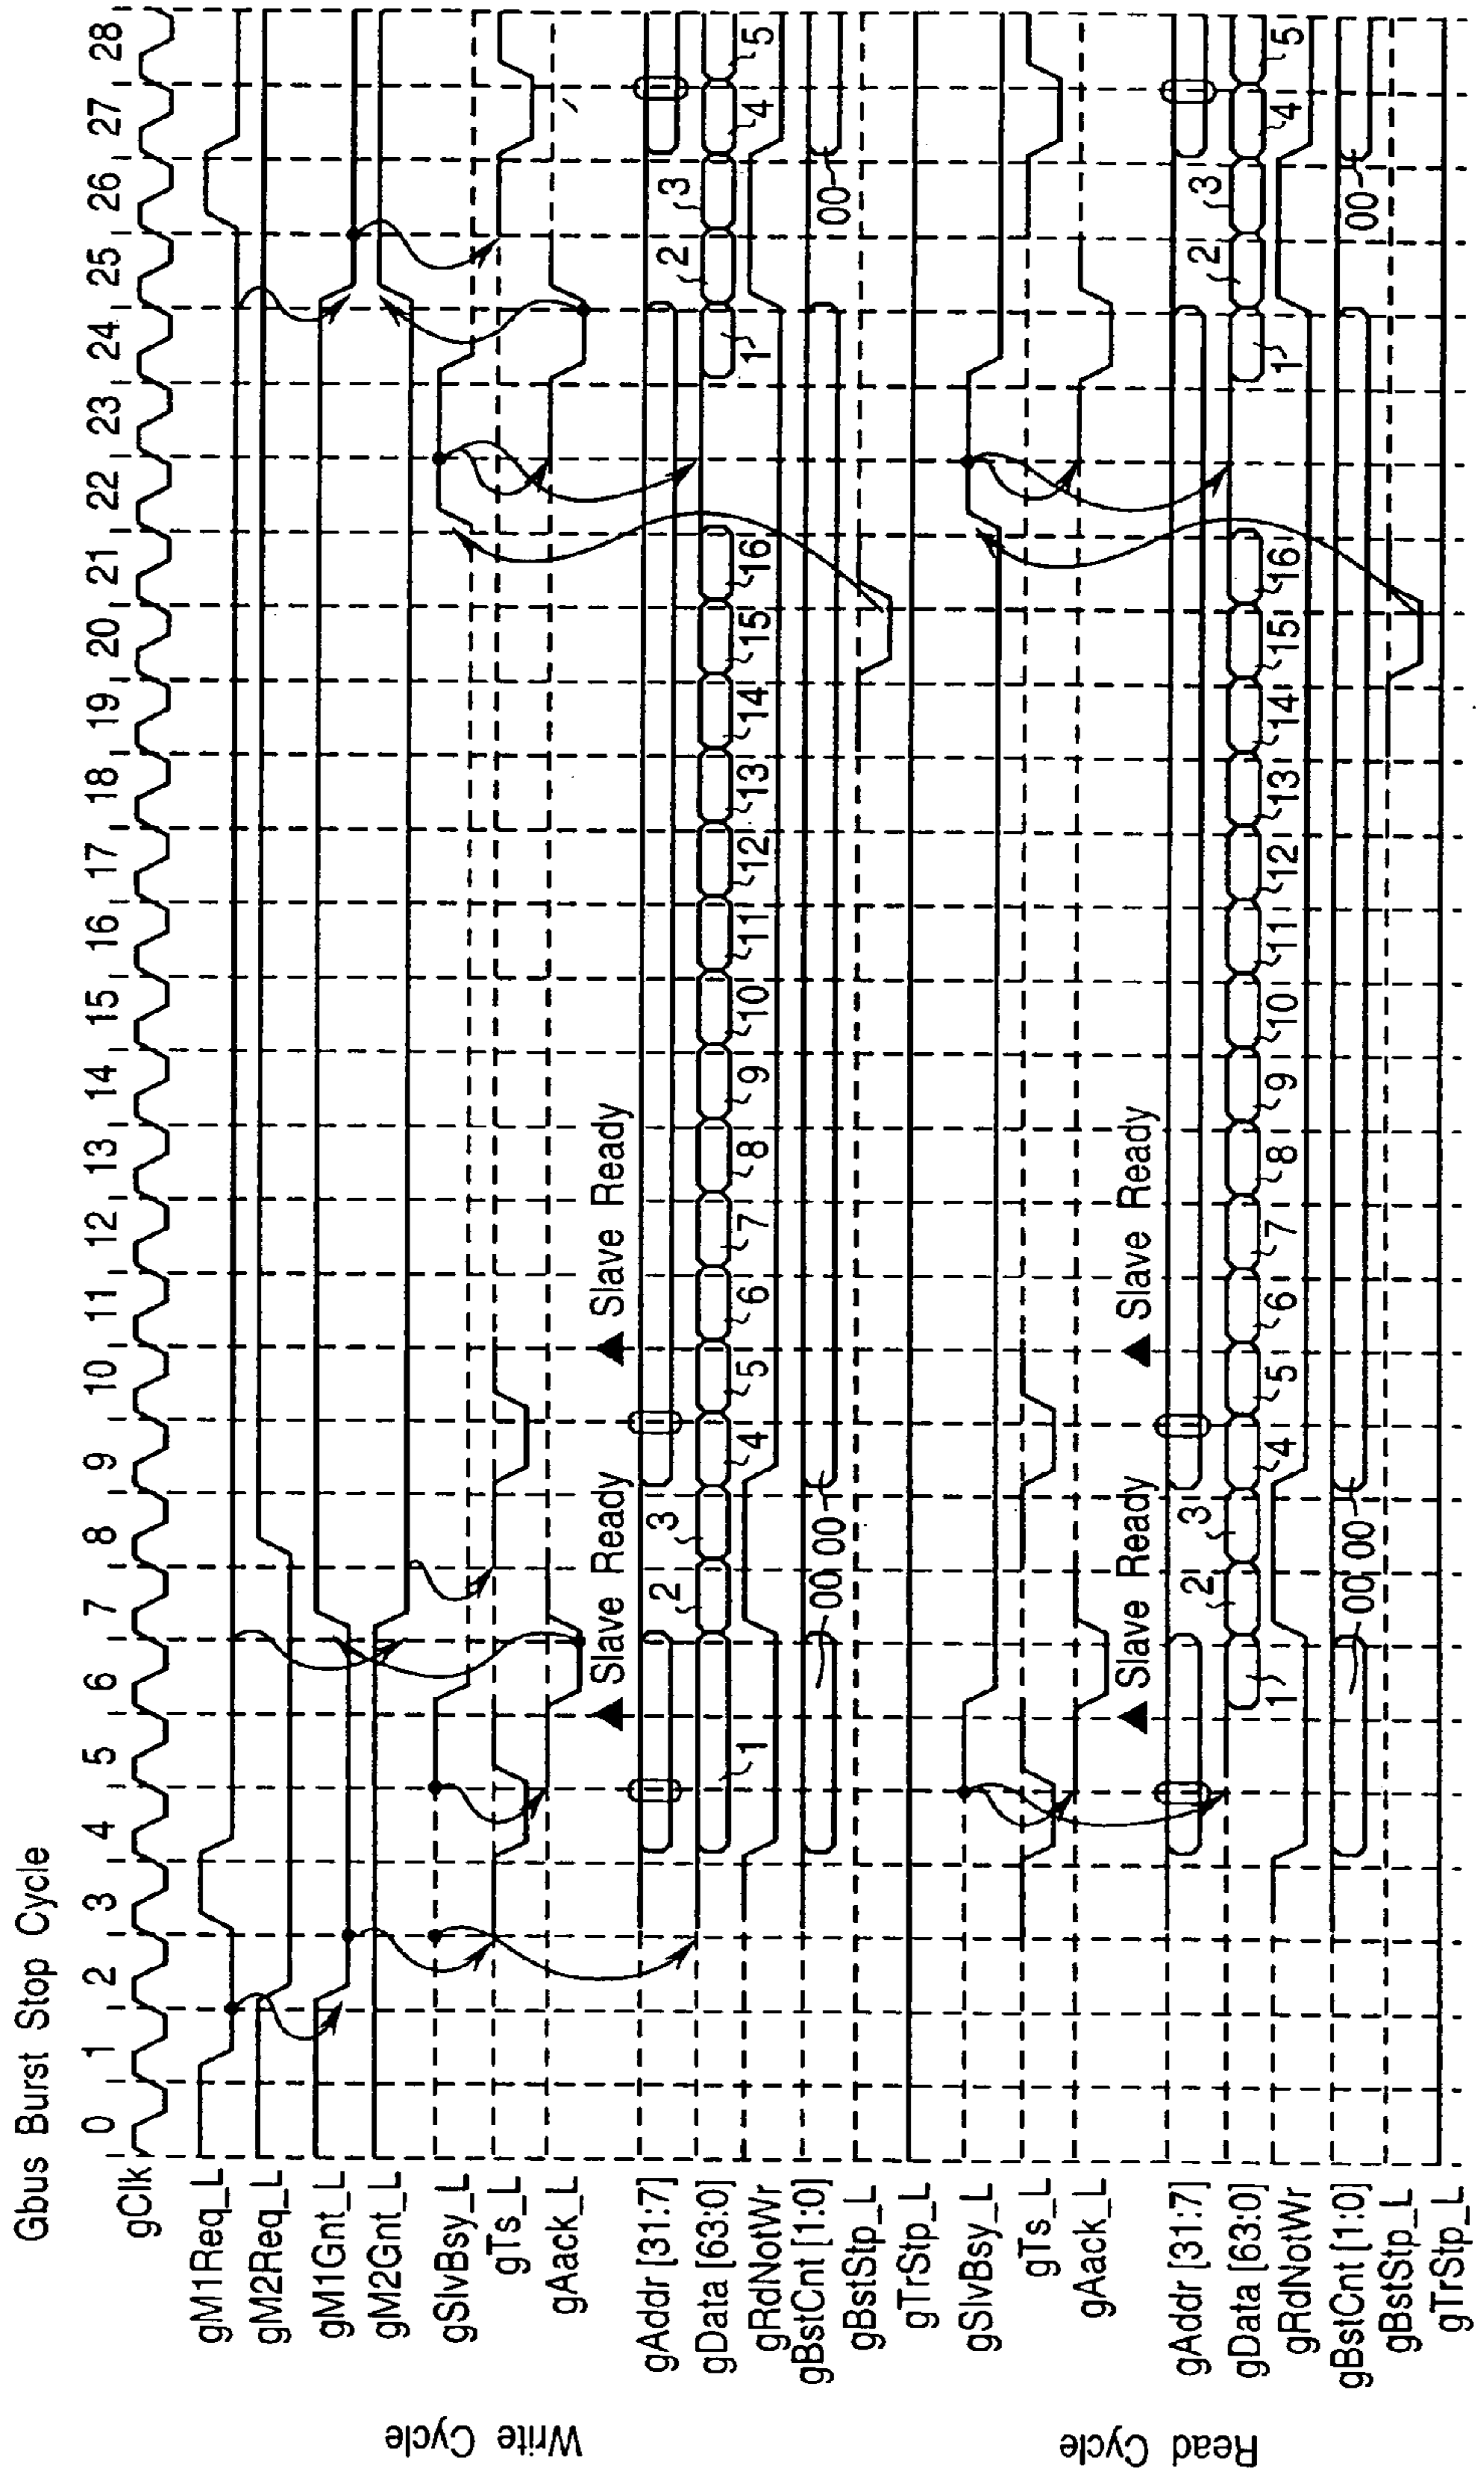 Gbus Burst Stop Cycle
0 1 2 3 4 5 6 7 8 9 10 11 12 13 14 15 16 17 18 19 20 21 22 23 24 25 26 27 28
gClk
gM1Req_L
gM2Req_L
gM1Gnt_L
gM2Gnt_L
Write Cycle
gSlvBsy_L
gTs_L
gAack_L
▲ Slave Ready ▲ Slave Ready
gAddr [31:7]
gData [63:0]
1 2 3 4 5 6 7 8 9 10 11 12 13 14 15 16 1 2 3 4 5
gRdNotWr
gBstCnt [1:0]
00 00 00
gBstStp_L
gTrStp_L
Read Cycle
gSlvBsy_L
gTs_L
gAack_L
▲ Slave Ready ▲ Slave Ready
gAddr [31:7]
gData [63:0]
1 2 3 4 5 6 7 8 9 10 11 12 13 14 15 16 1 2 3 4 5
gRdNotWr
gBstCnt [1:0]
00 00 00
gBstStp_L
gTrStp_L